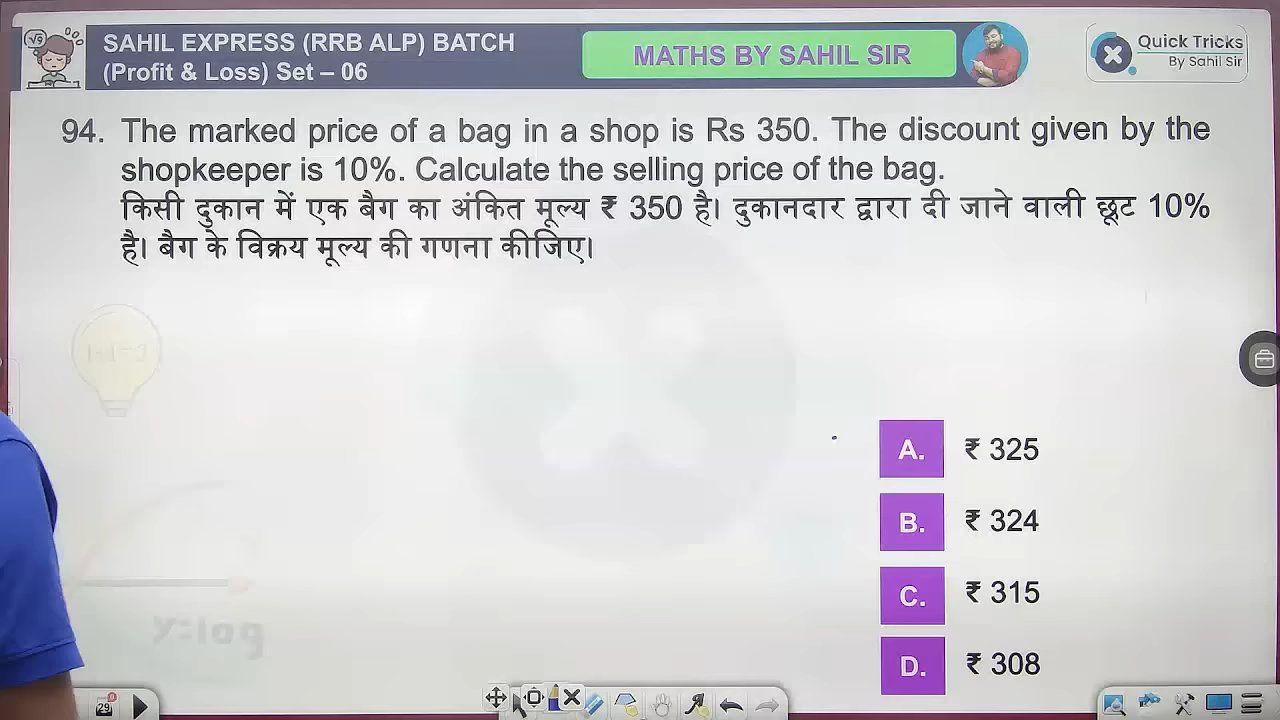 SAHIL EXPRESS (RRB ALP) BATCH
(Profit & Loss) Set – 06
MATHS BY SAHIL SIR
Quick Tricks
By Sahil Sir
94. The marked price of a bag in a shop is Rs 350. The discount given by the
shopkeeper is 10%. Calculate the selling price of the bag.
किसी दुकान में एक बैग का अंकित मूल्य ₹ 350 है। दुकानदार द्वारा दी जाने वाली छूट 10%
है। बैग के विक्रय मूल्य की गणना कीजिए।
A. ₹ 325
B. ₹ 324
C. ₹ 315
D. ₹ 308
y=log
29